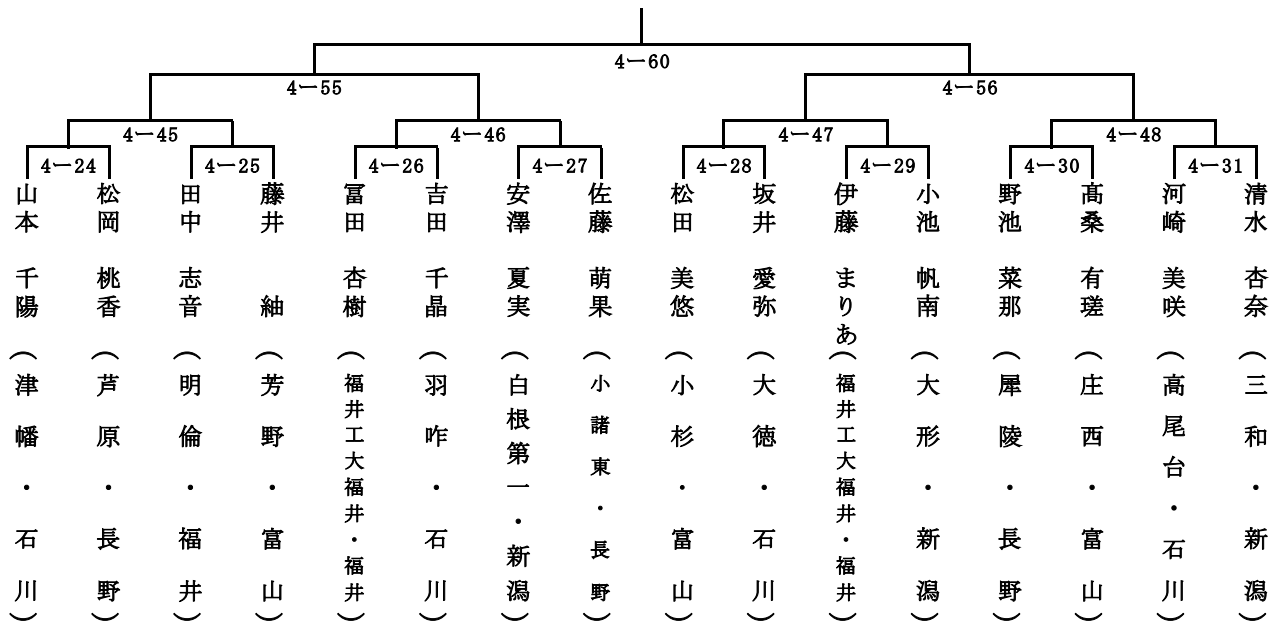 4ー60
4ー55
4ー56
4ー45
4ー46
4ー47
4ー48
4ー24
4ー25
4ー26
4ー27
4ー28
4ー29
4ー30
4ー31
山本 千陽（津幡・石川）
松岡 桃香（芦原・長野）
田中 志音（明倫・福井）
藤井 紬（芳野・富山）
冨田 杏樹（福井工大福井・福井）
吉田 千晶（羽咋・石川）
安澤 夏実（白根第一・新潟）
佐藤 萌果（小諸東・長野）
松田 美悠（小杉・富山）
坂井 愛弥（大徳・石川）
伊藤 まりあ（福井工大福井・福井）
小池 帆南（大形・新潟）
野池 菜那（犀陵・長野）
髙桑 有瑳（庄西・富山）
河崎 美咲（高尾台・石川）
清水 杏奈（三和・新潟）